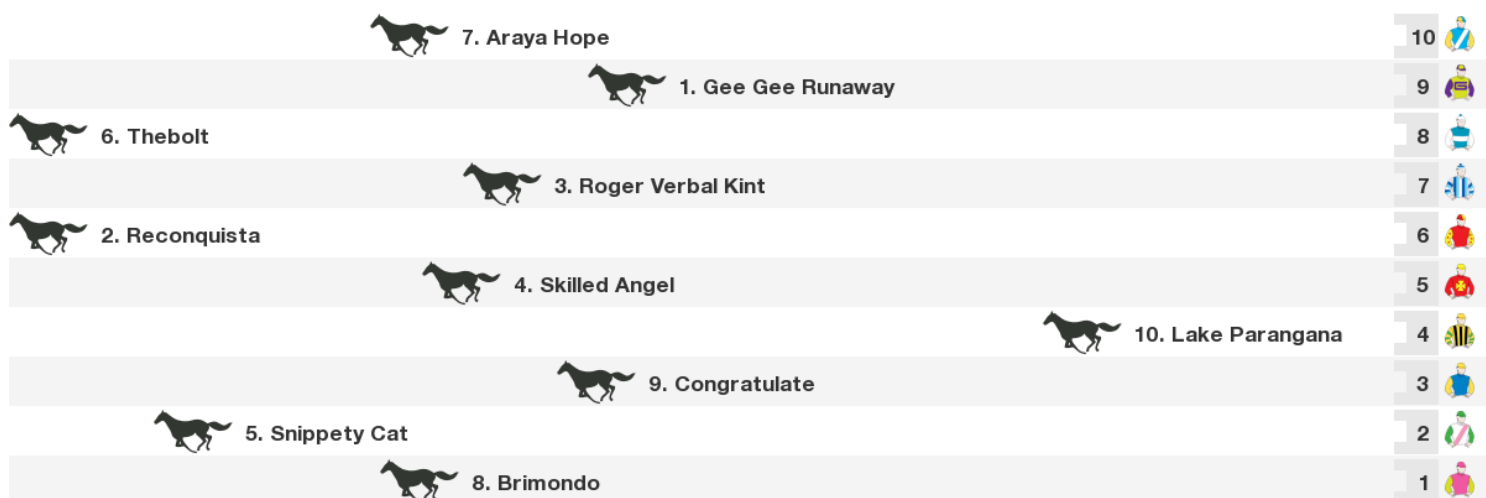 7. Araya Hope 10
1. Gee Gee Runaway 9
6. Thebolt 8
3. Roger Verbal Kint 7
2. Reconquista 6
4. Skilled Angel 5
10. Lake Parangana 4
9. Congratulate 3
5. Snippety Cat 2
8. Brimondo 1